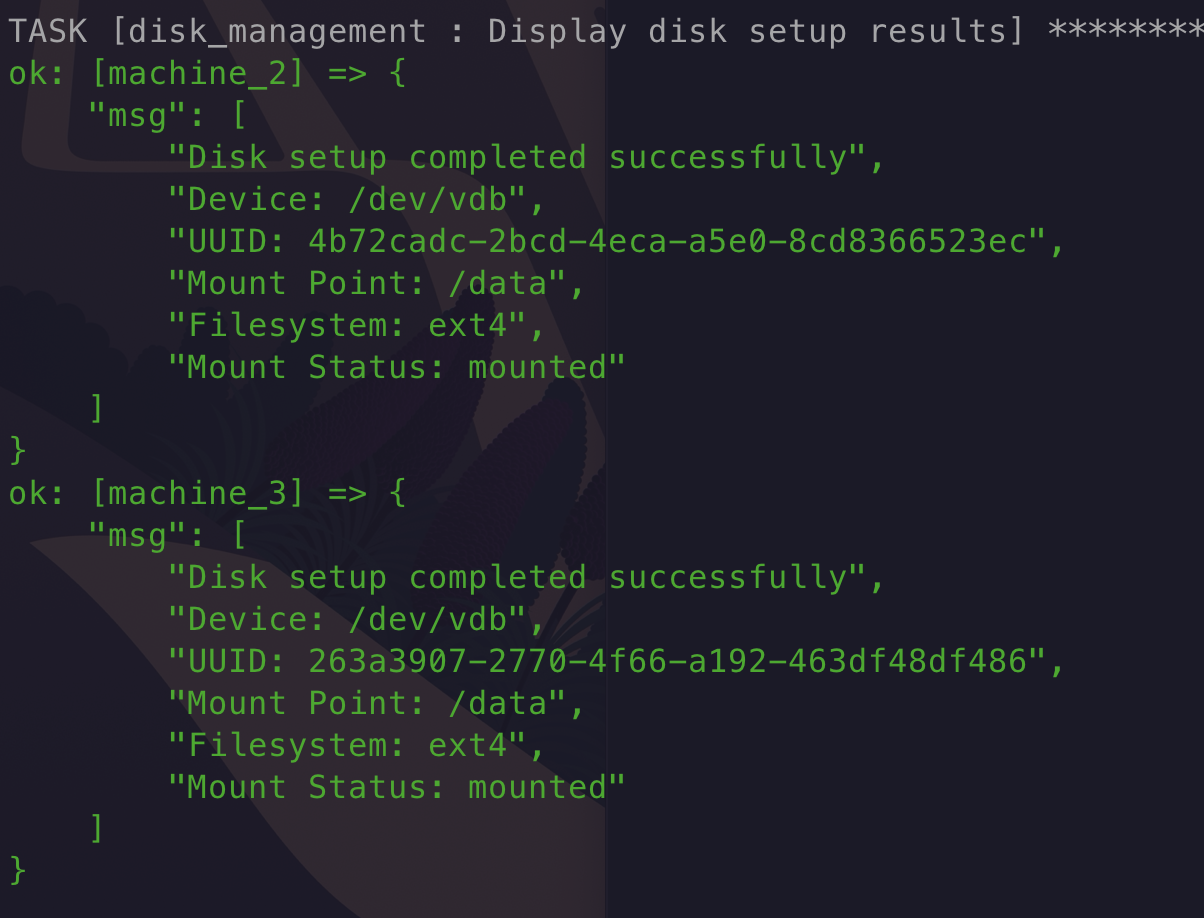 TASK [disk_management : Display disk setup results] ********
ok: [machine_2] => {
    "msg": [
        "Disk setup completed successfully",
        "Device: /dev/vdb",
        "UUID: 4b72cadc-2bcd-4eca-a5e0-8cd8366523ec",
        "Mount Point: /data",
        "Filesystem: ext4",
        "Mount Status: mounted"
    ]
}
ok: [machine_3] => {
    "msg": [
        "Disk setup completed successfully",
        "Device: /dev/vdb",
        "UUID: 263a3907-2770-4f66-a192-463df48df486",
        "Mount Point: /data",
        "Filesystem: ext4",
        "Mount Status: mounted"
    ]
}